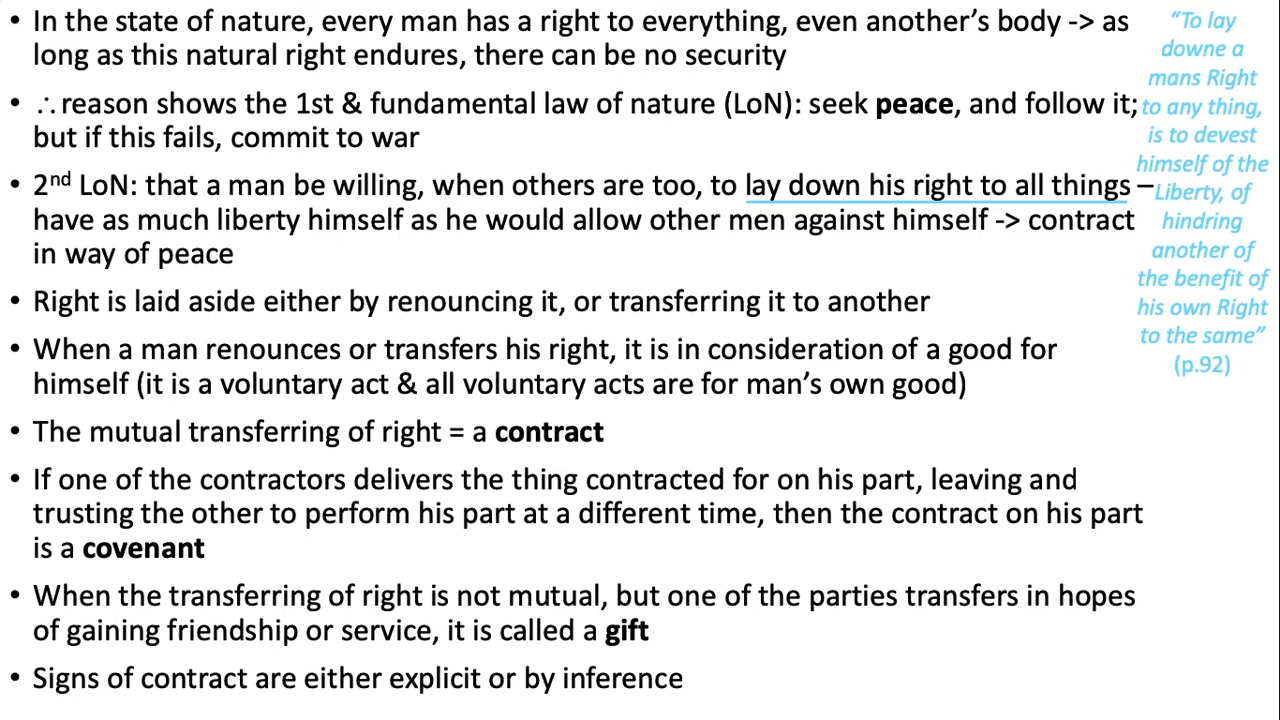 • In the state of nature, every man has a right to everything, even another’s body -> as
long as this natural right endures, there can be no security
• ∴ reason shows the 1st & fundamental law of nature (LoN): seek peace, and follow it;
but if this fails, commit to war
• 2nd LoN: that a man be willing, when others are too, to lay down his right to all things –
have as much liberty himself as he would allow other men against himself -> contract
in way of peace
• Right is laid aside either by renouncing it, or transferring it to another
• When a man renounces or transfers his right, it is in consideration of a good for
himself (it is a voluntary act & all voluntary acts are for man’s own good)
• The mutual transferring of right = a contract
• If one of the contractors delivers the thing contracted for on his part, leaving and
trusting the other to perform his part at a different time, then the contract on his part
is a covenant
• When the transferring of right is not mutual, but one of the parties transfers in hopes
of gaining friendship or service, it is called a gift
• Signs of contract are either explicit or by inference
“To lay
downe a
mans Right
to any thing,
is to devest
himself of the
Liberty, of
hindring
another of
the benefit of
his own Right
to the same”
(p.92)